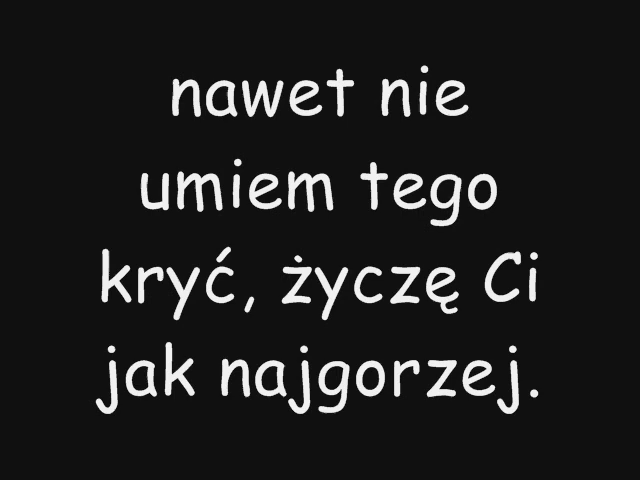 nawet nie
umiem tego
kryć, życzę Ci
jak najgorzej.